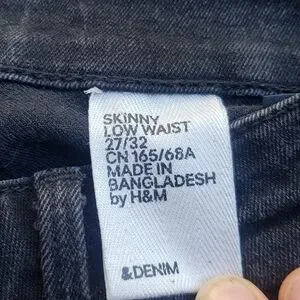 SKINNY
LOW WAIST
27/32
CN 165/68A
MADE IN
BANGLADESH
by H&M
&DENIM